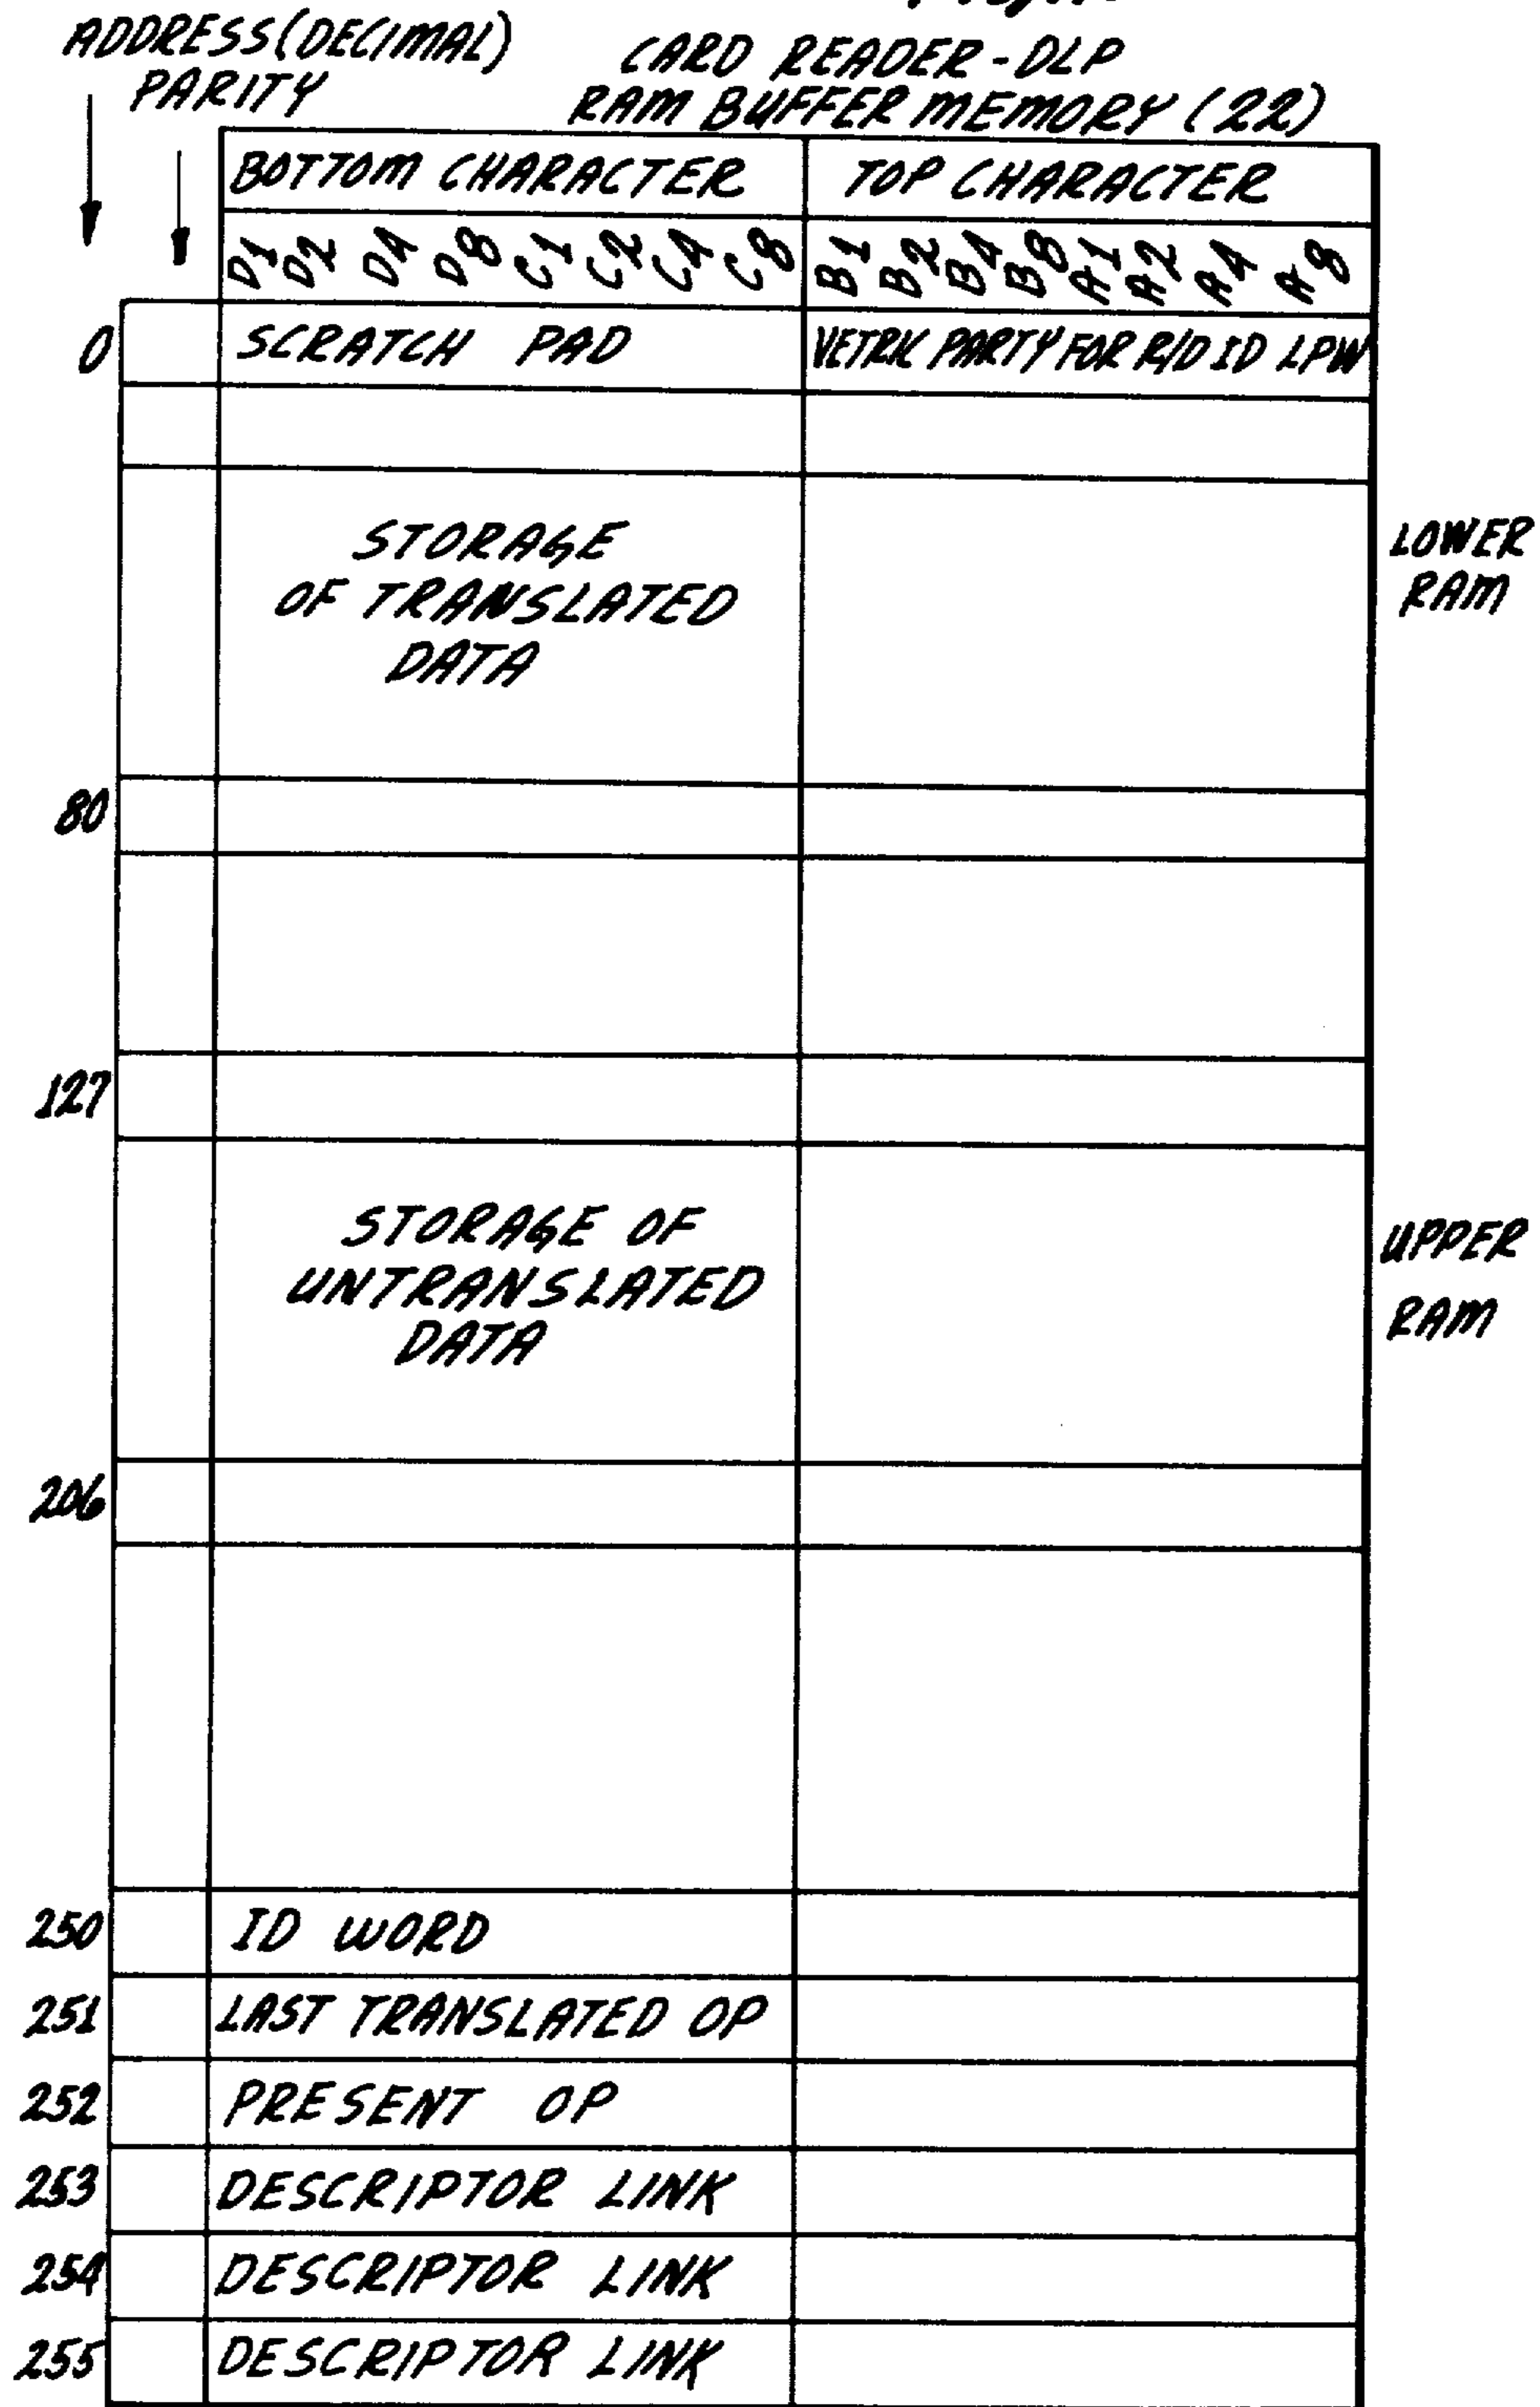 ADDRESS (DECIMAL)
PARITY
CARD READER - DLP
RAM BUFFER MEMORY (22)
BOTTOM CHARACTER TOP CHARACTER
D1 D2 D4 D8 C1 C2 C4 C8 B1 B2 B4 B8 A1 A2 A4 A8
0 SCRATCH PAD VETRIC PARTY FOR R/D ID LPW
STORAGE
OF TRANSLATED
DATA
LOWER
RAM
80
127
STORAGE OF
UNTRANSLATED
DATA
UPPER
RAM
206
250 ID WORD
251 LAST TRANSLATED OP
252 PRESENT OP
253 DESCRIPTOR LINK
254 DESCRIPTOR LINK
255 DESCRIPTOR LINK